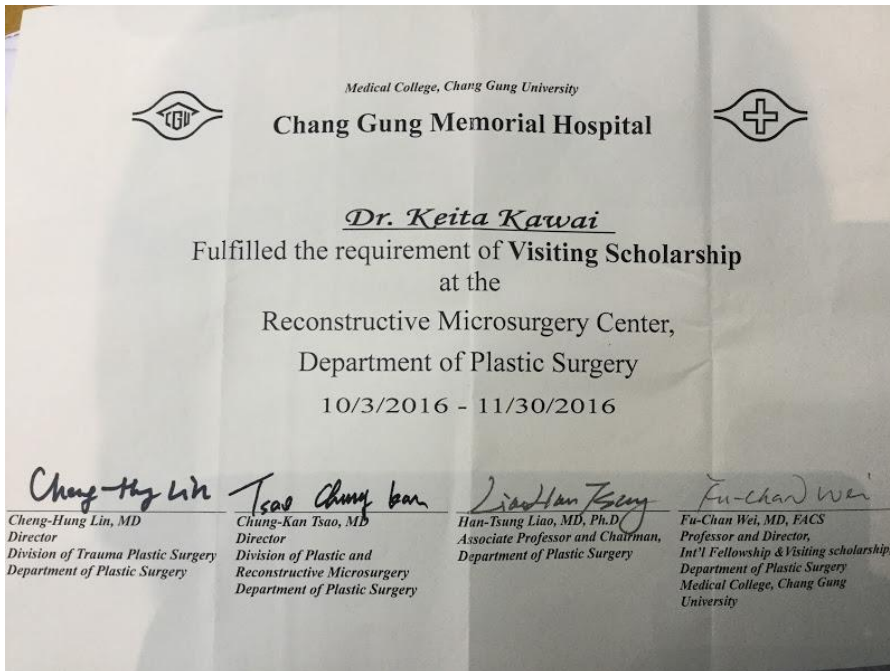 Medical College, Chang Gung University
CGU
Chang Gung Memorial Hospital
Dr. Keita Kawai
Fulfilled the requirement of Visiting Scholarship
at the
Reconstructive Microsurgery Center,
Department of Plastic Surgery
10/3/2016 - 11/30/2016
Cheng-Hung Lin
Cheng-Hung Lin, MD
Director
Division of Trauma Plastic Surgery
Department of Plastic Surgery
Tsao Chung kan
Chung-Kan Tsao, MD
Director
Division of Plastic and
Reconstructive Microsurgery
Department of Plastic Surgery
Liao Han Tsung
Han-Tsung Liao, MD, Ph.D
Associate Professor and Chairman,
Department of Plastic Surgery
Fu-Chan Wei
Fu-Chan Wei, MD, FACS
Professor and Director,
Int'l Fellowship & Visiting scholarship
Department of Plastic Surgery
Medical College, Chang Gung
University